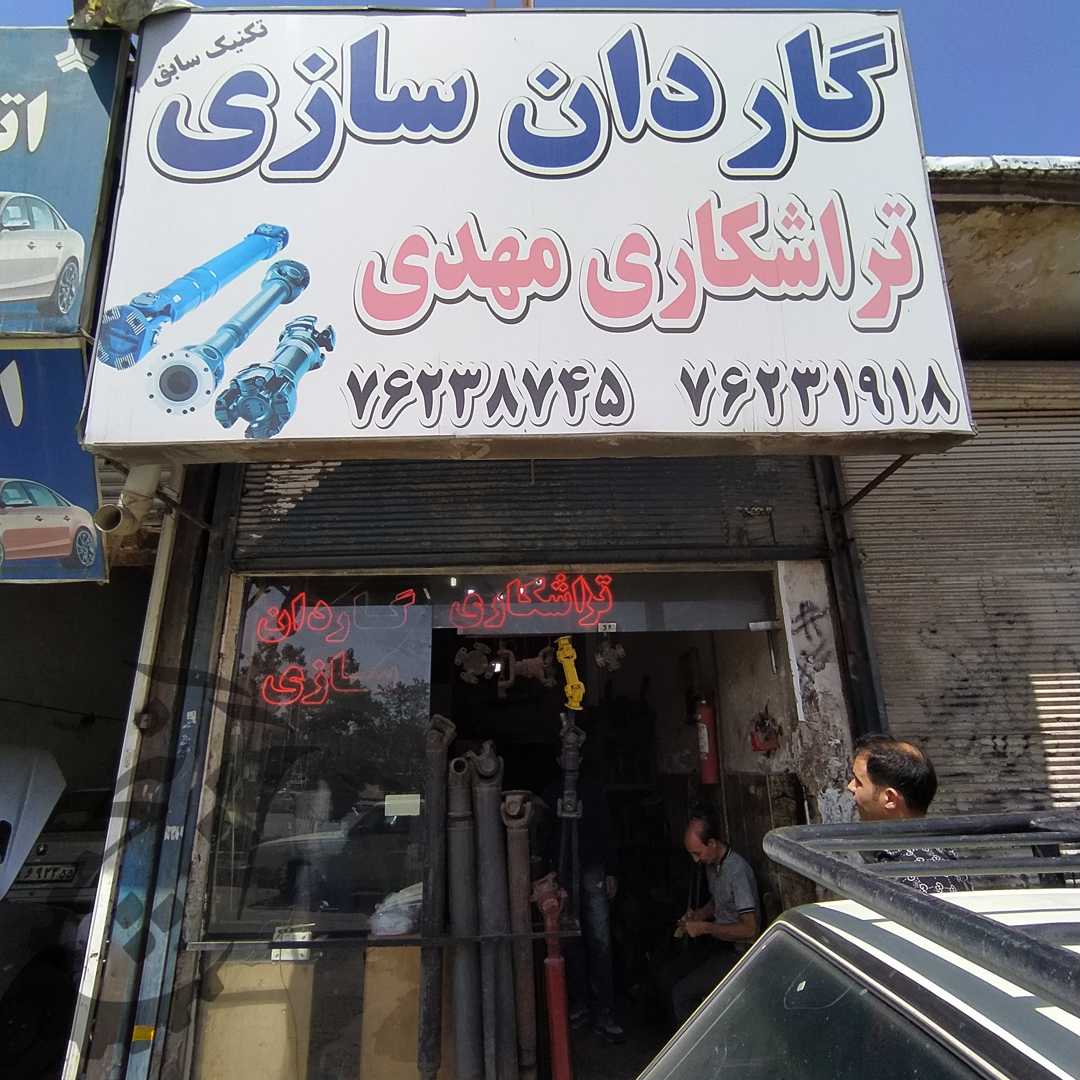 تکنیک سابق
گاردان سازی
تراشکاری مهدی
۷۶۲۳۸۷۴۵ ۷۶۲۳۱۹۱۸
تراشکاری
گاردان
سازی